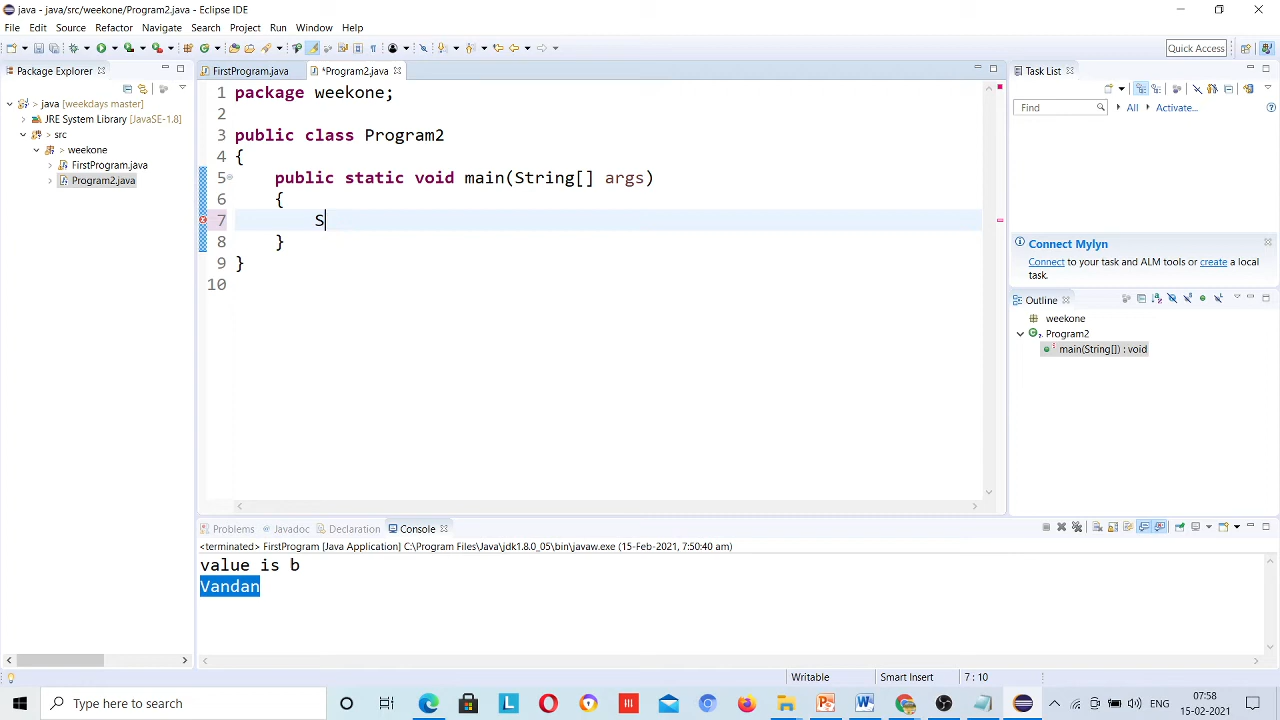 java - java/src/weekone/Program2.java - Eclipse IDE
File Edit Source Refactor Navigate Search Project Run Window Help
Quick Access
Package Explorer
java [weekdays master]
JRE System Library [JavaSE-1.8]
src
weekone
FirstProgram.java
Program2.java
FirstProgram.java *Program2.java
1 package weekone;
2
3 public class Program2
4 {
5 public static void main(String[] args)
6 {
7 S
8 }
9 }
10
Task List
Find All Activate...
Connect Mylyn
Connect to your task and ALM tools or create a local
task.
Outline
weekone
Program2
main(String[]) : void
Problems Javadoc Declaration Console
<terminated> FirstProgram [Java Application] C:\Program Files\Java\jdk1.8.0_05\bin\javaw.exe (15-Feb-2021, 7:50:40 am)
value is b
Vandan
Writable Smart Insert 7 : 10
Type here to search
07:58
15-02-2021